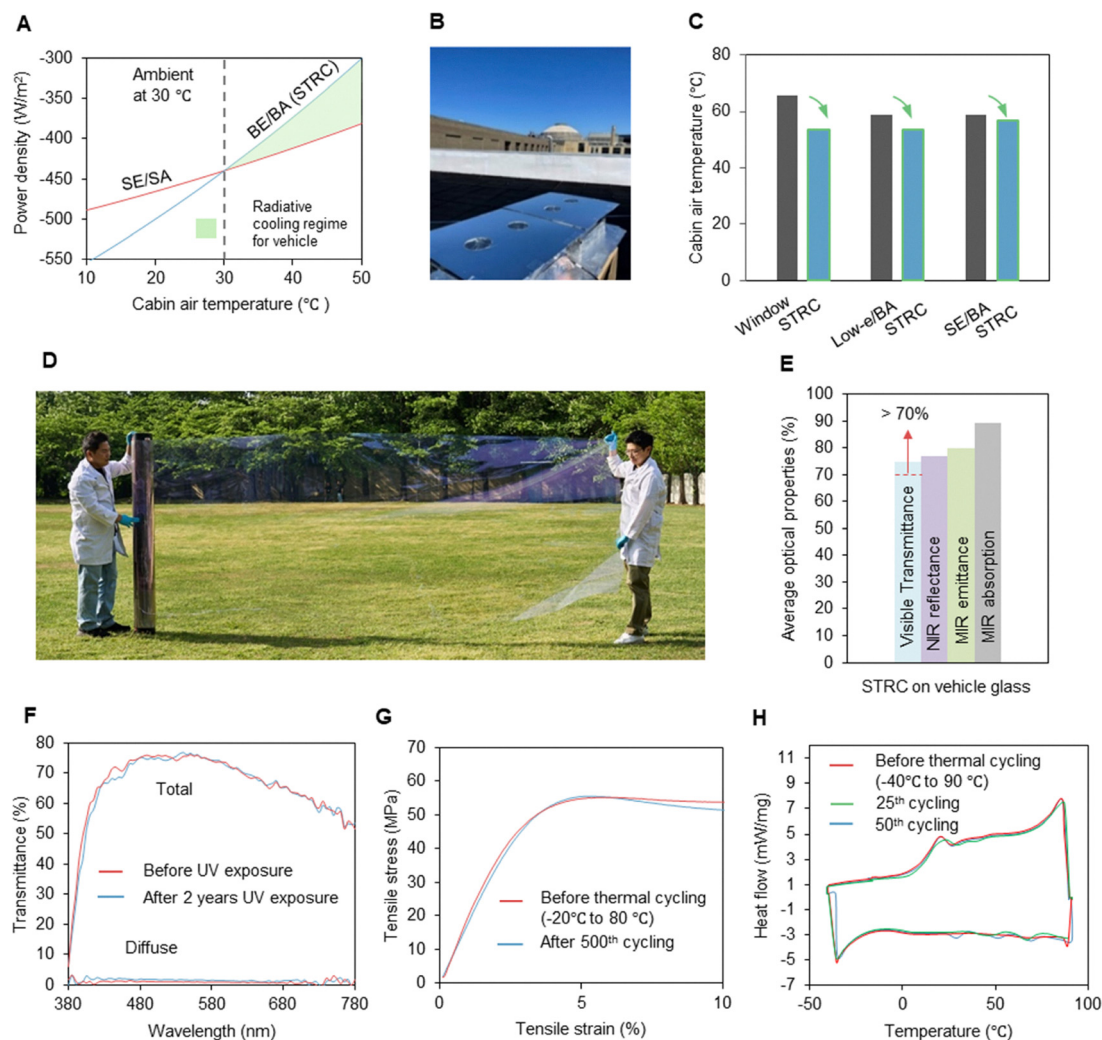 A
Power density (W/m²)
-300
-350
-400
-450
-500
-550
Ambient
at 30 ℃
BE/BA (STRC)
SE/SA
Radiative
cooling regime
for vehicle
10
20
30
40
50
Cabin air temperature (℃ )
B
C
Cabin air temperature (℃)
80
60
40
20
0
Window
STRC
Low-e/BA
STRC
SE/BA
STRC
D
E
Average optical properties (%)
100
90
80
70
60
50
40
30
20
10
0
> 70%
Visible Transmittance
NIR reflectance
MIR emittance
MIR absorption
STRC on vehicle glass
F
Transmittance (%)
80
70
60
50
40
30
20
10
0
Total
Before UV exposure
After 2 years UV exposure
Diffuse
380
480
580
680
780
Wavelength (nm)
G
Tensile stress (MPa)
70
60
50
40
30
20
10
0
Before thermal cycling
(-20℃ to 80 ℃)
After 500th cycling
0
5
10
Tensile strain (%)
H
Heat flow (mW/mg)
11
9
7
5
3
1
-1
-3
-5
-7
Before thermal cycling
(-40℃ to 90 ℃)
25th cycling
50th cycling
-50
0
50
100
Temperature (℃)